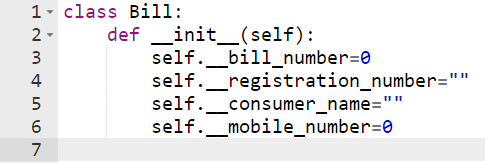 1 class Bill:
2     def __init__(self):
3         self.__bill_number=0
4         self.__registration_number=""
5         self.__consumer_name=""
6         self.__mobile_number=0
7